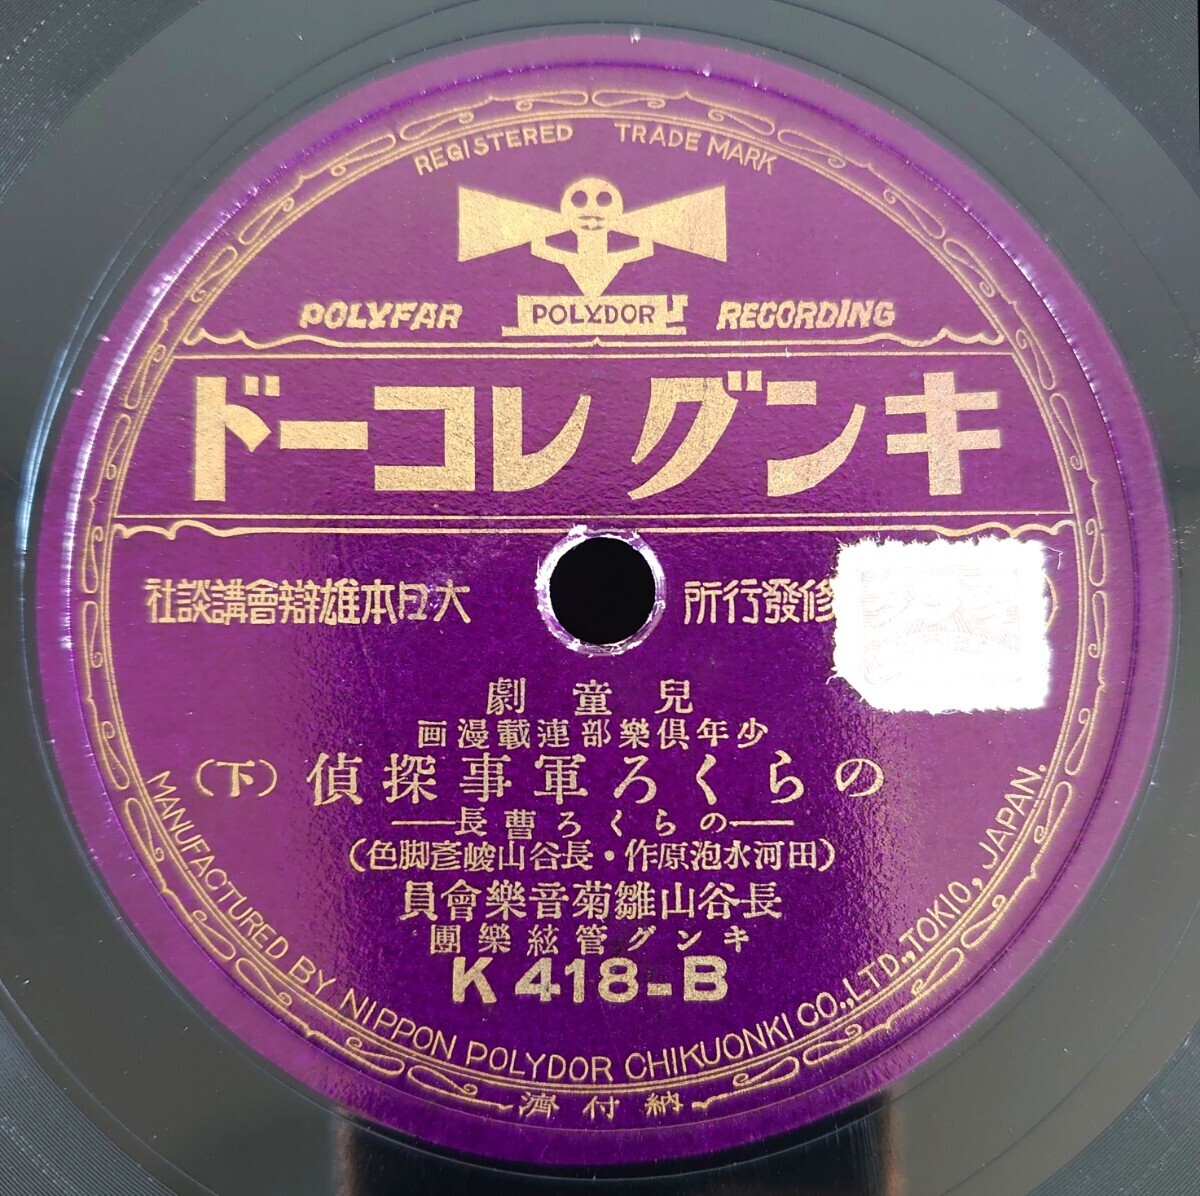 REGISTERED TRADE MARK
POLYFAR POLYDOR RECORDING
キングレコード
修發行所
大日本雄辯會講談社
兒童劇
少年倶樂部連載漫画
のらくろ軍事探偵(下)
―のらくろ曹長―
(田河水泡原作・長谷山峻彥脚色)
長谷山雛菊音樂會員
キング管絃樂團
K 418-B
MANUFACTURED BY NIPPON POLYDOR CHIKUONKI CO., LTD., TOKIO, JAPAN.
納付濟